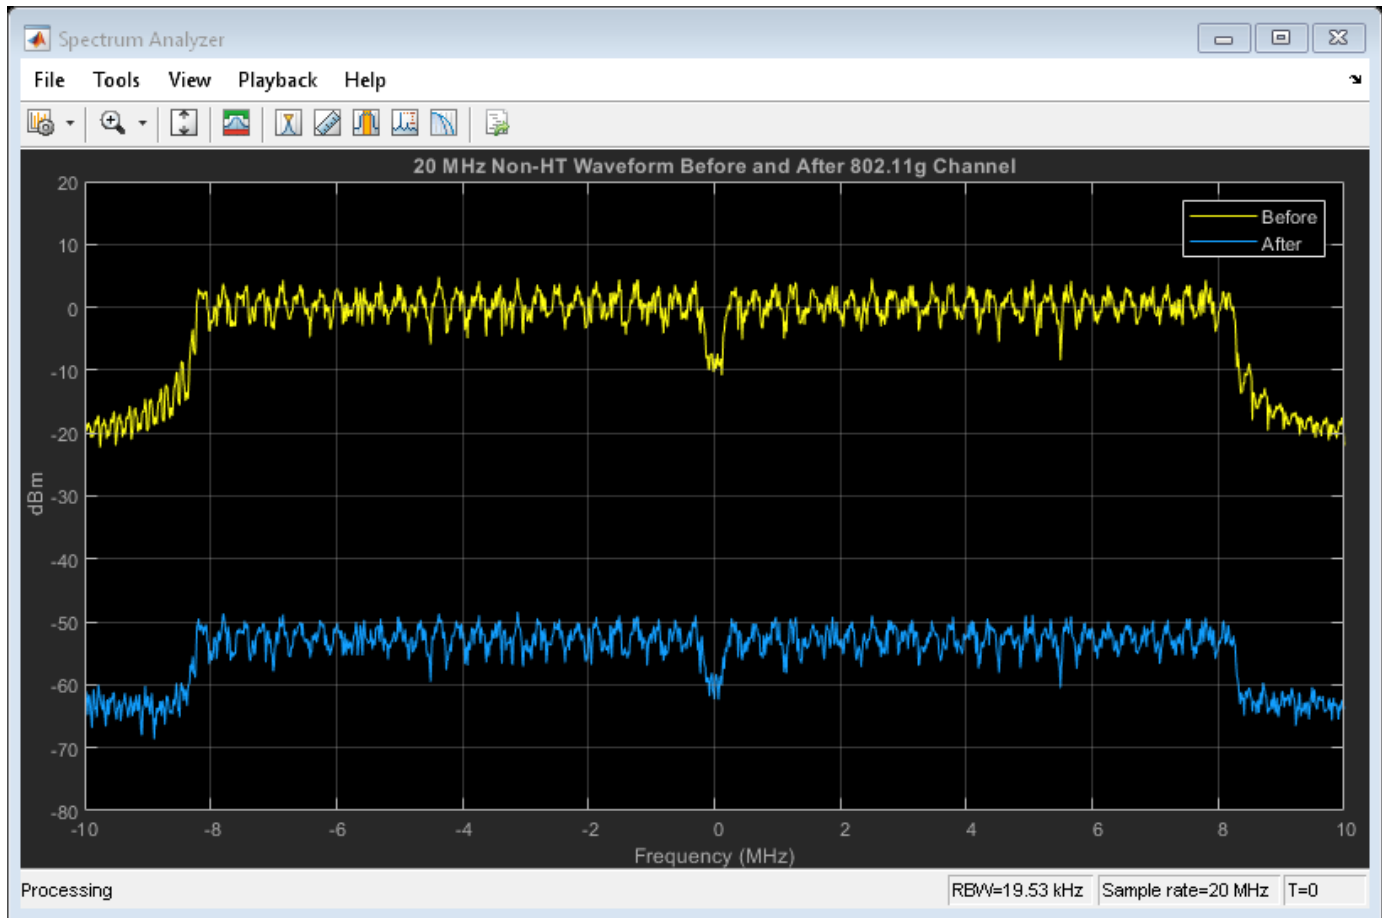 Spectrum Analyzer
File Tools View Playback Help
20 MHz Non-HT Waveform Before and After 802.11g Channel
Before
After
20
10
0
-10
-20
-30
-40
-50
-60
-70
-80
dBm
-10 -8 -6 -4 -2 0 2 4 6 8 10
Frequency (MHz)
Processing RBW=19.53 kHz Sample rate=20 MHz T=0